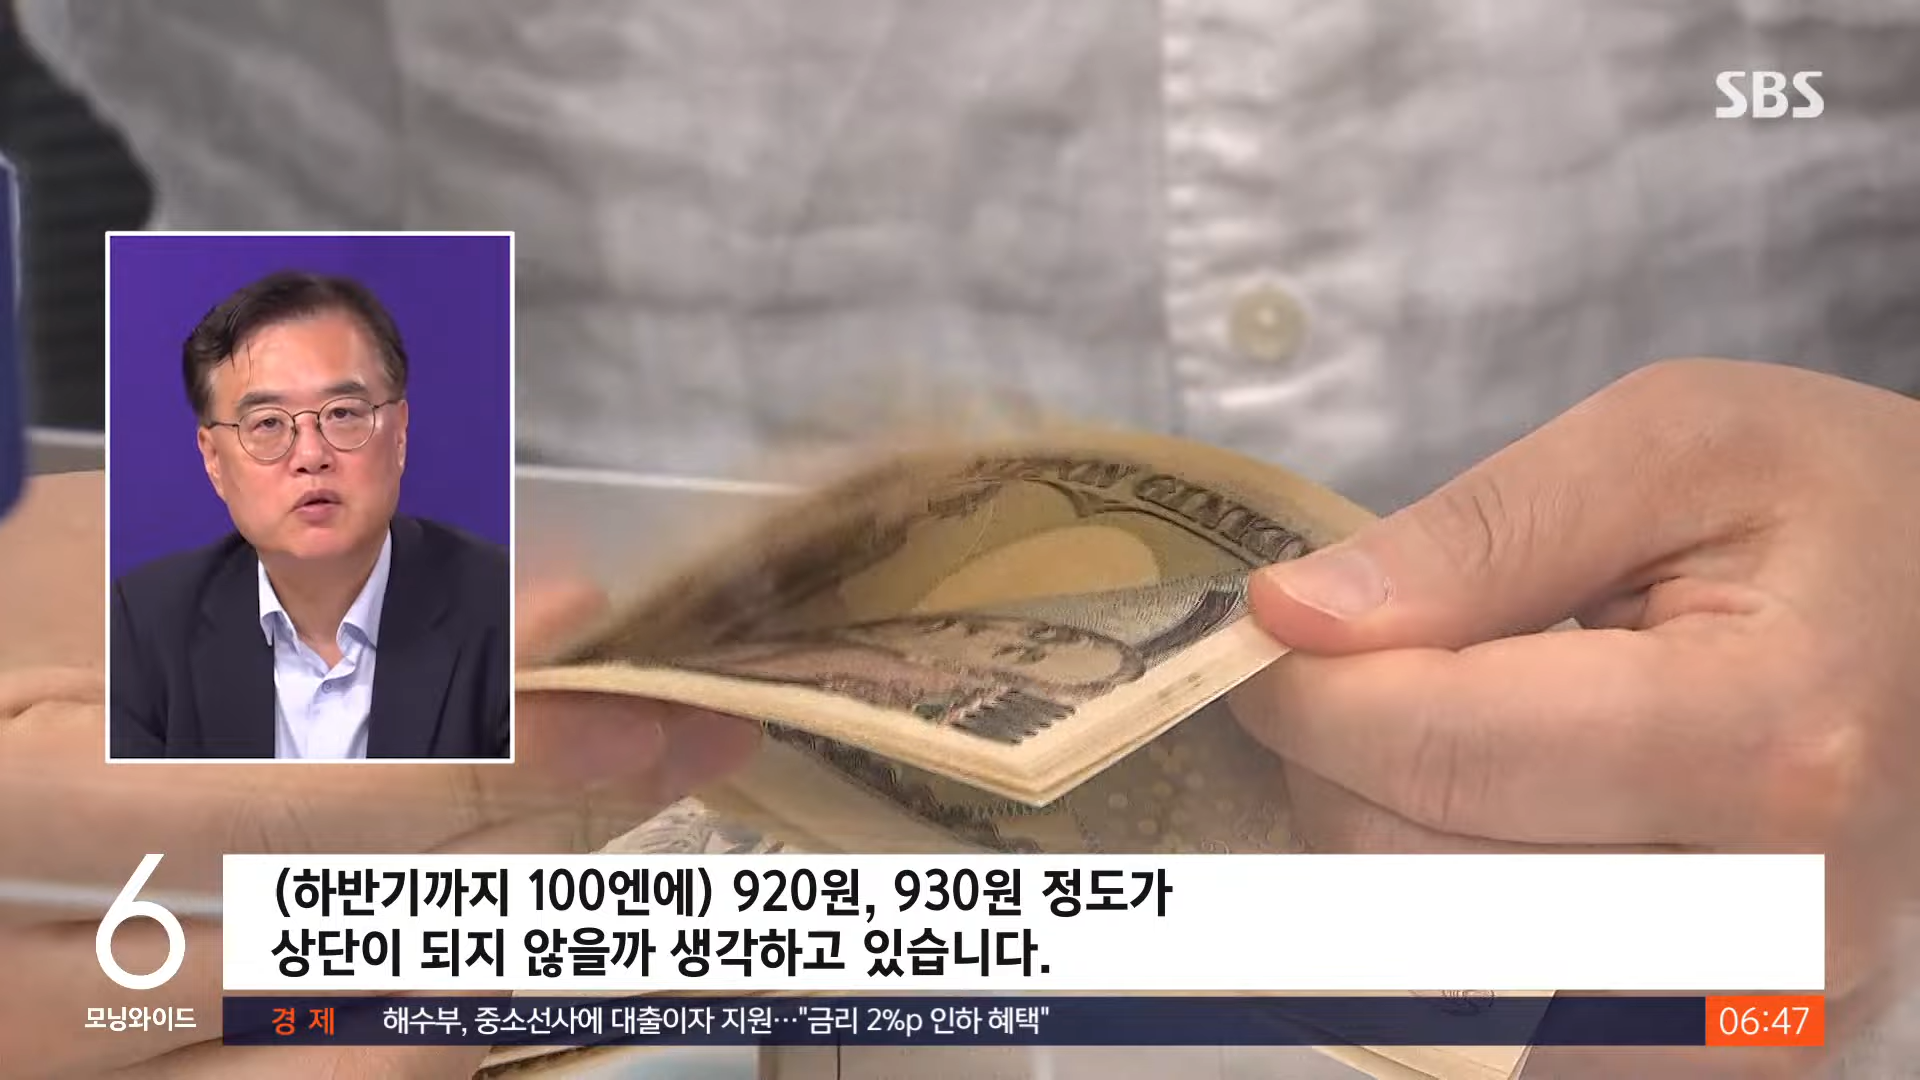 SBS
KEN GINKO
(하반기까지 100엔에) 920원, 930원 정도가
상단이 되지 않을까 생각하고 있습니다.
6
모닝와이드
경제 해수부, 중소선사에 대출이자 지원…"금리 2%p 인하 혜택"
06:47